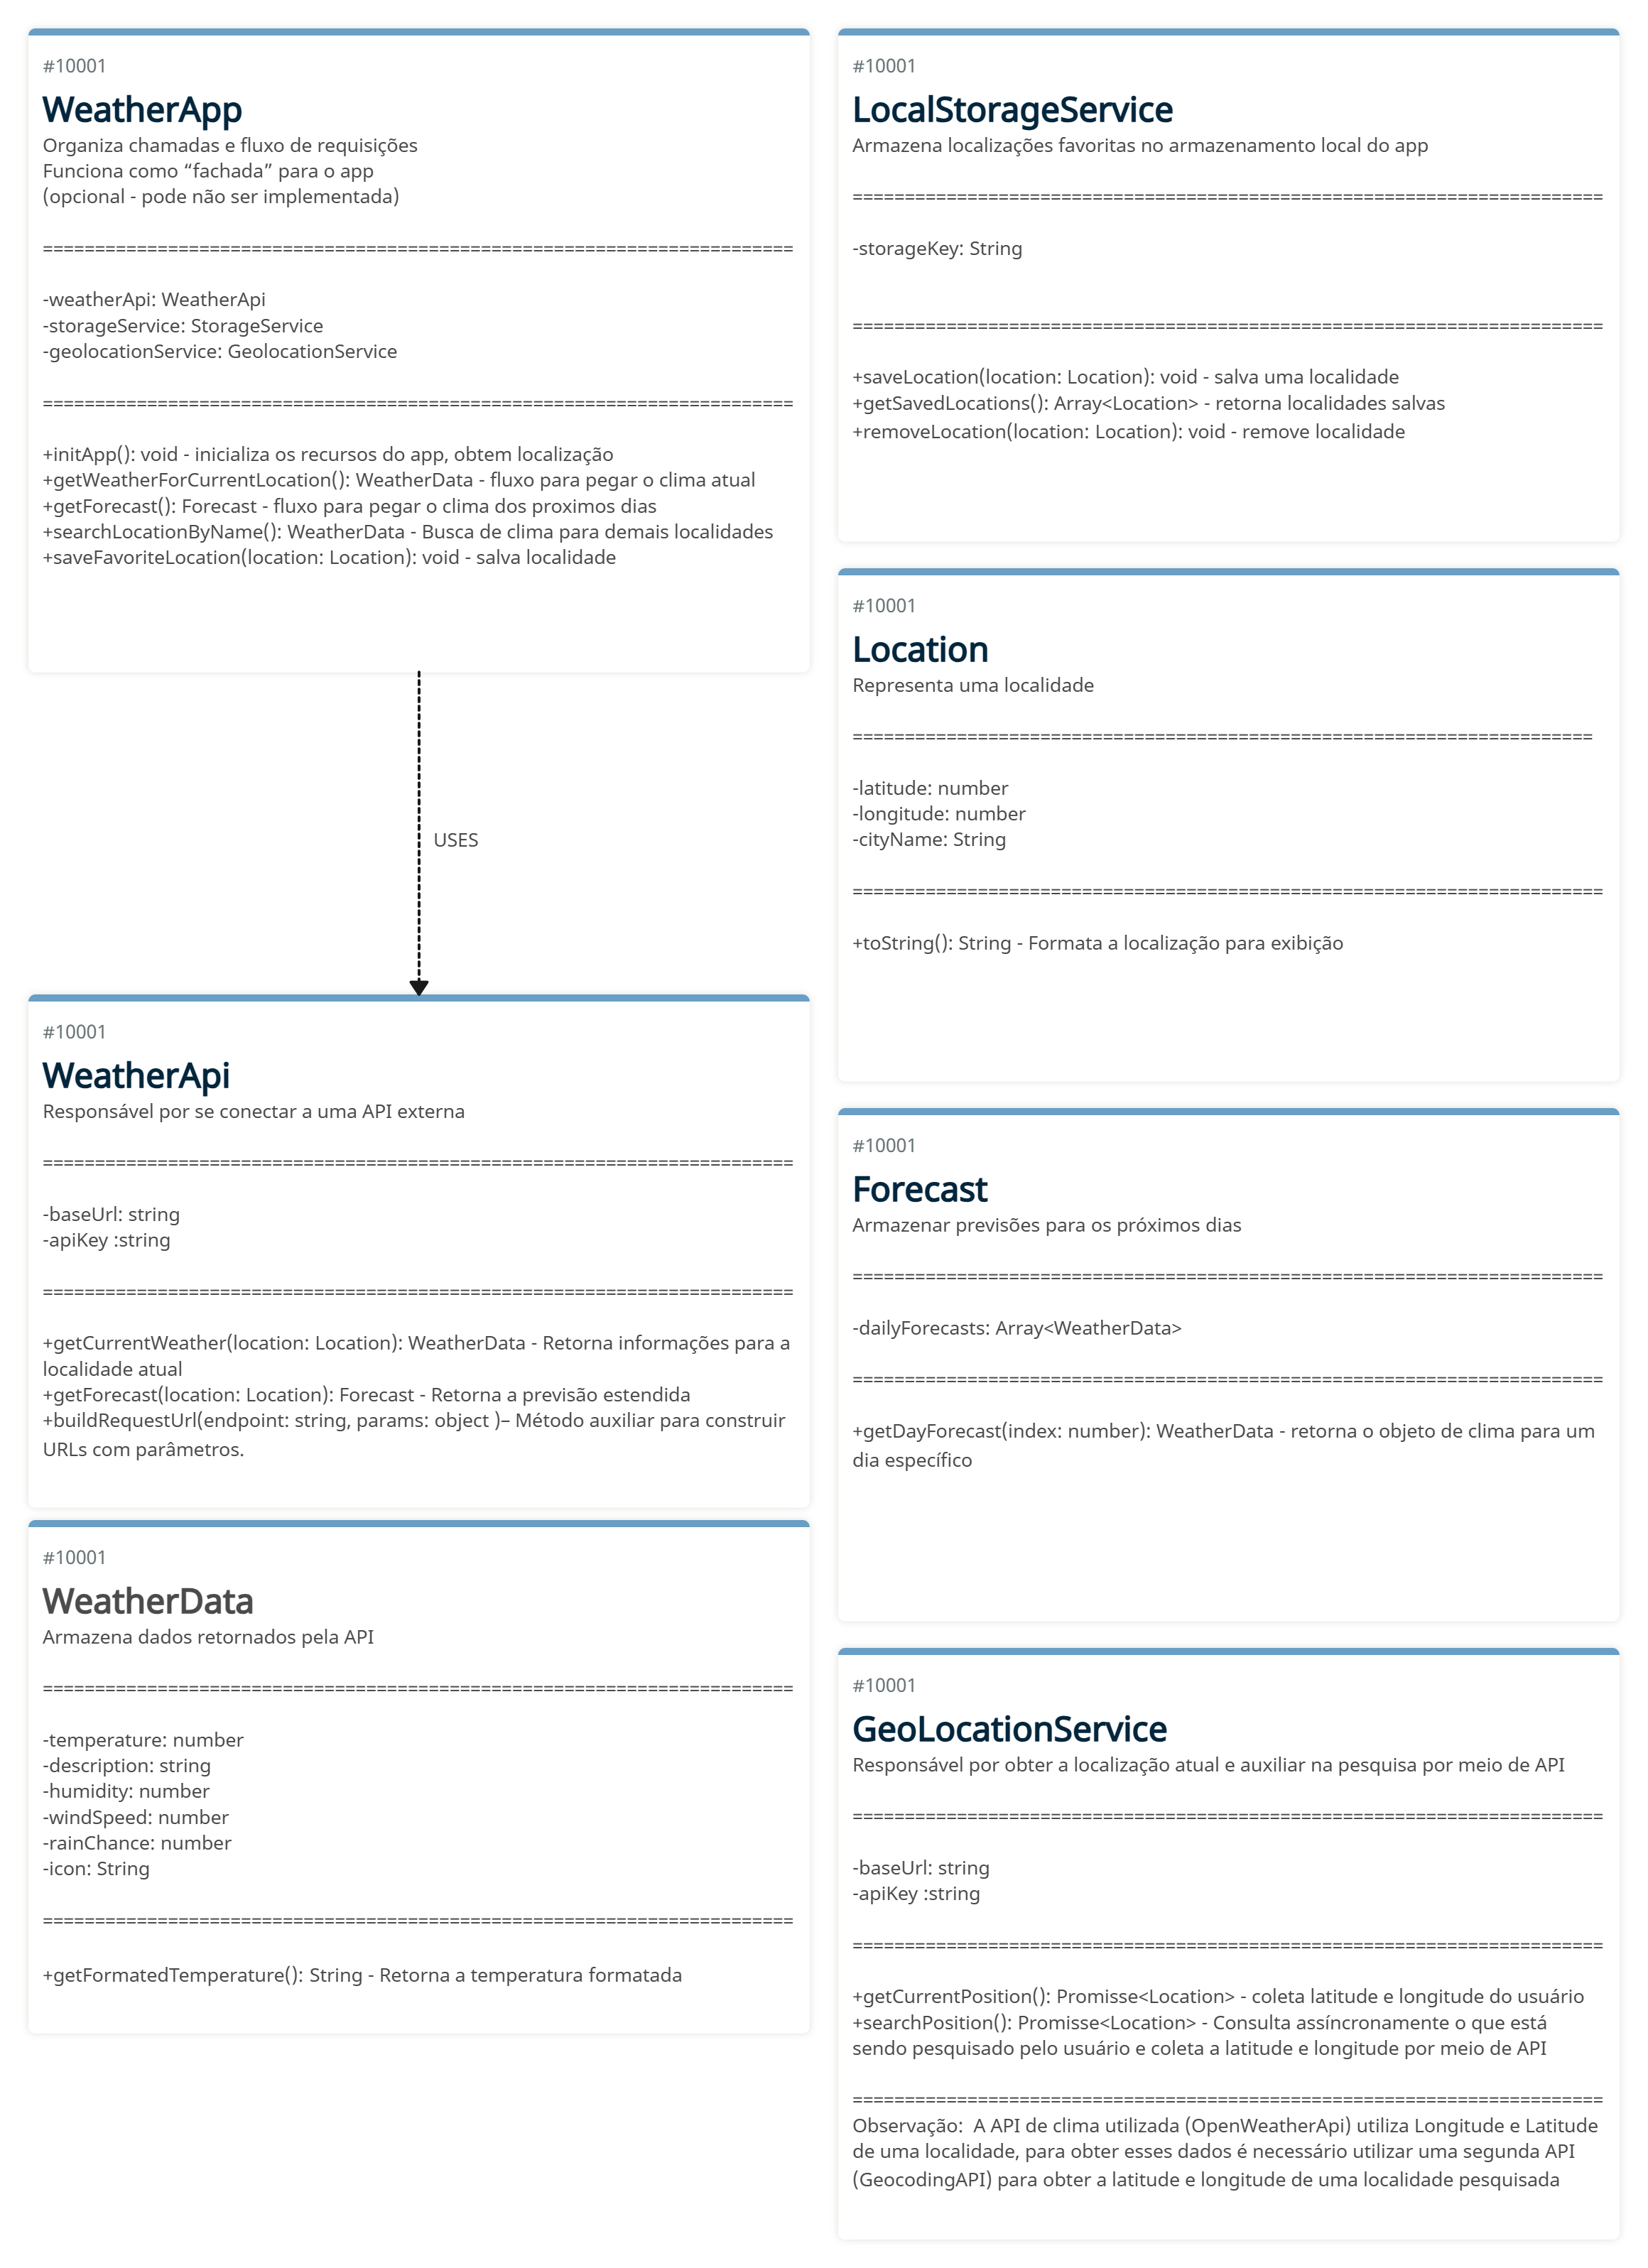 #10001
WeatherApp
Organiza chamadas e fluxo de requisições
Funciona como “fachada” para o app
(opcional - pode não ser implementada)
========================================================================
-weatherApi: WeatherApi
-storageService: StorageService
-geolocationService: GeolocationService
========================================================================
+initApp(): void - inicializa os recursos do app, obtem localização
+getWeatherForCurrentLocation(): WeatherData - fluxo para pegar o clima atual
+getForecast(): Forecast - fluxo para pegar o clima dos proximos dias
+searchLocationByName(): WeatherData - Busca de clima para demais localidades
+saveFavoriteLocation(location: Location): void - salva localidade
USES
#10001
WeatherApi
Responsável por se conectar a uma API externa
========================================================================
-baseUrl: string
-apiKey :string
========================================================================
+getCurrentWeather(location: Location): WeatherData - Retorna informações para a
localidade atual
+getForecast(location: Location): Forecast - Retorna a previsão estendida
+buildRequestUrl(endpoint: string, params: object )– Método auxiliar para construir
URLs com parâmetros.
#10001
WeatherData
Armazena dados retornados pela API
========================================================================
-temperature: number
-description: string
-humidity: number
-windSpeed: number
-rainChance: number
-icon: String
========================================================================
+getFormatedTemperature(): String - Retorna a temperatura formatada
#10001
LocalStorageService
Armazena localizações favoritas no armazenamento local do app
========================================================================
-storageKey: String
========================================================================
+saveLocation(location: Location): void - salva uma localidade
+getSavedLocations(): Array<Location> - retorna localidades salvas
+removeLocation(location: Location): void - remove localidade
#10001
Location
Representa uma localidade
=======================================================================
-latitude: number
-longitude: number
-cityName: String
========================================================================
+toString(): String - Formata a localização para exibição
#10001
Forecast
Armazenar previsões para os próximos dias
========================================================================
-dailyForecasts: Array<WeatherData>
========================================================================
+getDayForecast(index: number): WeatherData - retorna o objeto de clima para um
dia específico
#10001
GeoLocationService
Responsável por obter a localização atual e auxiliar na pesquisa por meio de API
========================================================================
-baseUrl: string
-apiKey :string
========================================================================
+getCurrentPosition(): Promisse<Location> - coleta latitude e longitude do usuário
+searchPosition(): Promisse<Location> - Consulta assíncronamente o que está
sendo pesquisado pelo usuário e coleta a latitude e longitude por meio de API
========================================================================
Observação:  A API de clima utilizada (OpenWeatherApi) utiliza Longitude e Latitude
de uma localidade, para obter esses dados é necessário utilizar uma segunda API
(GeocodingAPI) para obter a latitude e longitude de uma localidade pesquisada